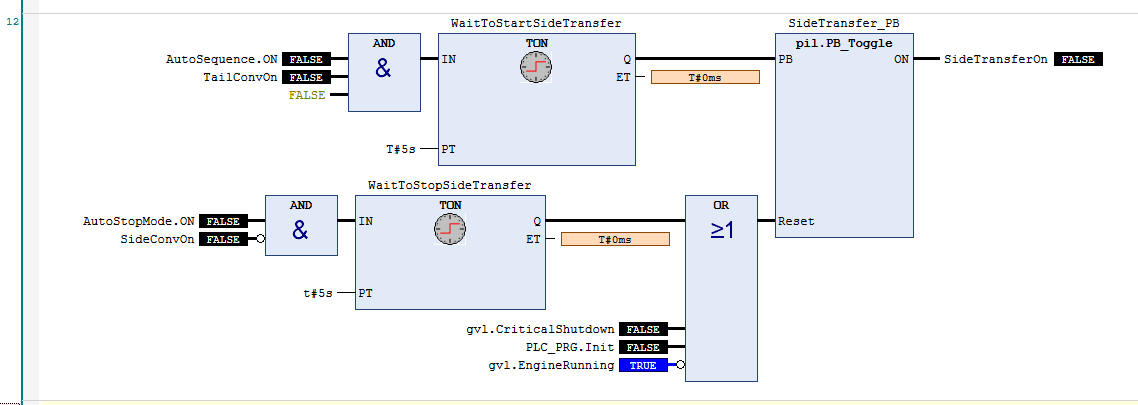 12
WaitToStartSideTransfer
SideTransfer_PB
AND
TON
pil.PB_Toggle
AutoSequence.ON FALSE
&
IN
Q
PB
ON
SideTransferOn FALSE
TailConvOn FALSE
ET
T#0ms
FALSE
T#5s
PT
WaitToStopSideTransfer
AND
TON
OR
AutoStopMode.ON FALSE
&
IN
Q
≥1
Reset
SideConvOn FALSE
ET
T#0ms
t#5s
PT
gvl.CriticalShutdown FALSE
PLC_PRG.Init FALSE
gvl.EngineRunning TRUE